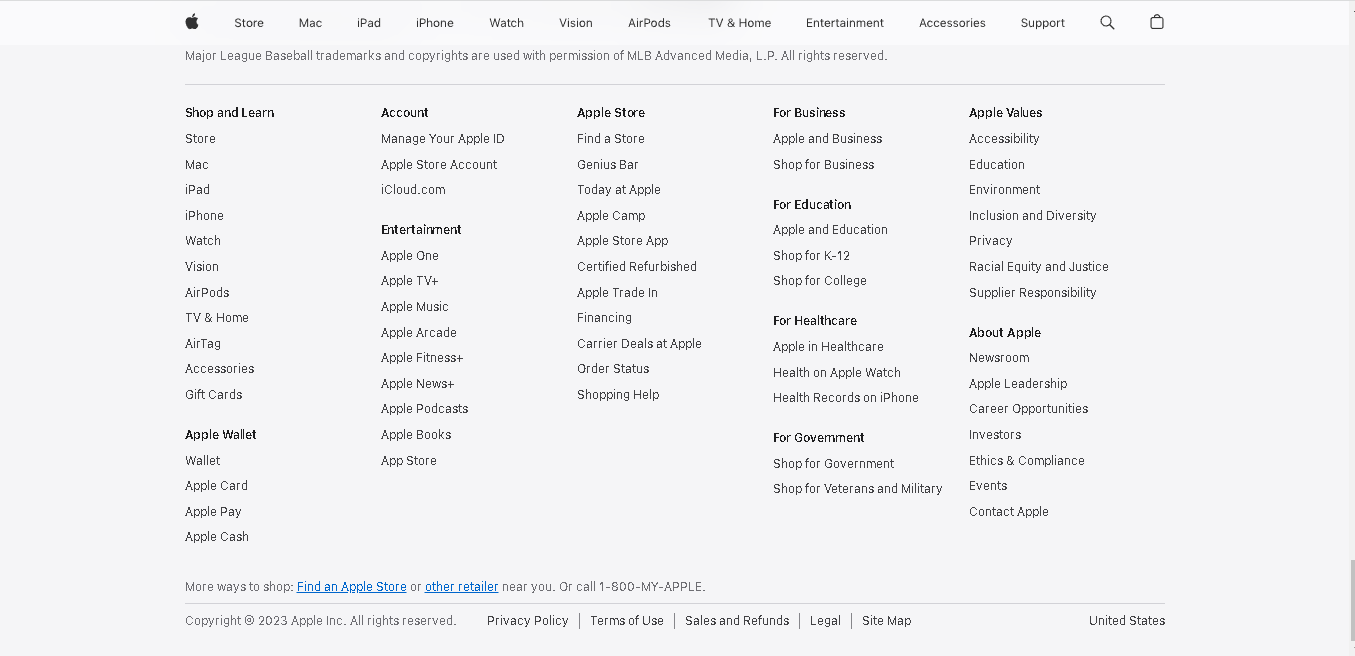 Store Mac iPad iPhone Watch Vision AirPods TV & Home Entertainment Accessories Support
Major League Baseball trademarks and copyrights are used with permission of MLB Advanced Media, L.P. All rights reserved.
Shop and Learn
Store
Mac
iPad
iPhone
Watch
Vision
AirPods
TV & Home
AirTag
Accessories
Gift Cards
Apple Wallet
Wallet
Apple Card
Apple Pay
Apple Cash
Account
Manage Your Apple ID
Apple Store Account
iCloud.com
Entertainment
Apple One
Apple TV+
Apple Music
Apple Arcade
Apple Fitness+
Apple News+
Apple Podcasts
Apple Books
App Store
Apple Store
Find a Store
Genius Bar
Today at Apple
Apple Camp
Apple Store App
Certified Refurbished
Apple Trade In
Financing
Carrier Deals at Apple
Order Status
Shopping Help
For Business
Apple and Business
Shop for Business
For Education
Apple and Education
Shop for K-12
Shop for College
For Healthcare
Apple in Healthcare
Health on Apple Watch
Health Records on iPhone
For Government
Shop for Government
Shop for Veterans and Military
Apple Values
Accessibility
Education
Environment
Inclusion and Diversity
Privacy
Racial Equity and Justice
Supplier Responsibility
About Apple
Newsroom
Apple Leadership
Career Opportunities
Investors
Ethics & Compliance
Events
Contact Apple
More ways to shop: Find an Apple Store or other retailer near you. Or call 1-800-MY-APPLE.
Copyright © 2023 Apple Inc. All rights reserved. Privacy Policy | Terms of Use | Sales and Refunds | Legal | Site Map United States